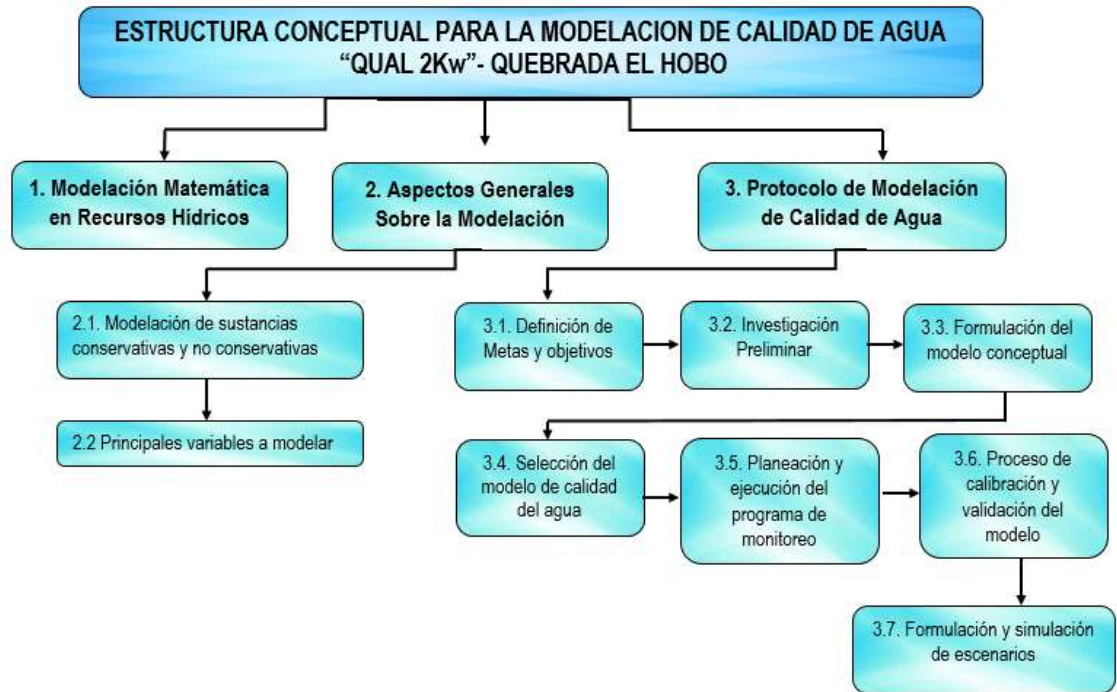 ESTRUCTURA CONCEPTUAL PARA LA MODELACION DE CALIDAD DE AGUA
“QUAL 2Kw”- QUEBRADA EL HOBO
1. Modelación Matemática
en Recursos Hídricos
2. Aspectos Generales
Sobre la Modelación
3. Protocolo de Modelación
de Calidad de Agua
2.1. Modelación de sustancias
conservativas y no conservativas
2.2 Principales variables a modelar
3.1. Definición de
Metas y objetivos
3.2. Investigación
Preliminar
3.3. Formulación del
modelo conceptual
3.4. Selección del
modelo de calidad
del agua
3.5. Planeación y
ejecución del
programa de
monitoreo
3.6. Proceso de
calibración y
validación del
modelo
3.7. Formulación y simulación
de escenarios